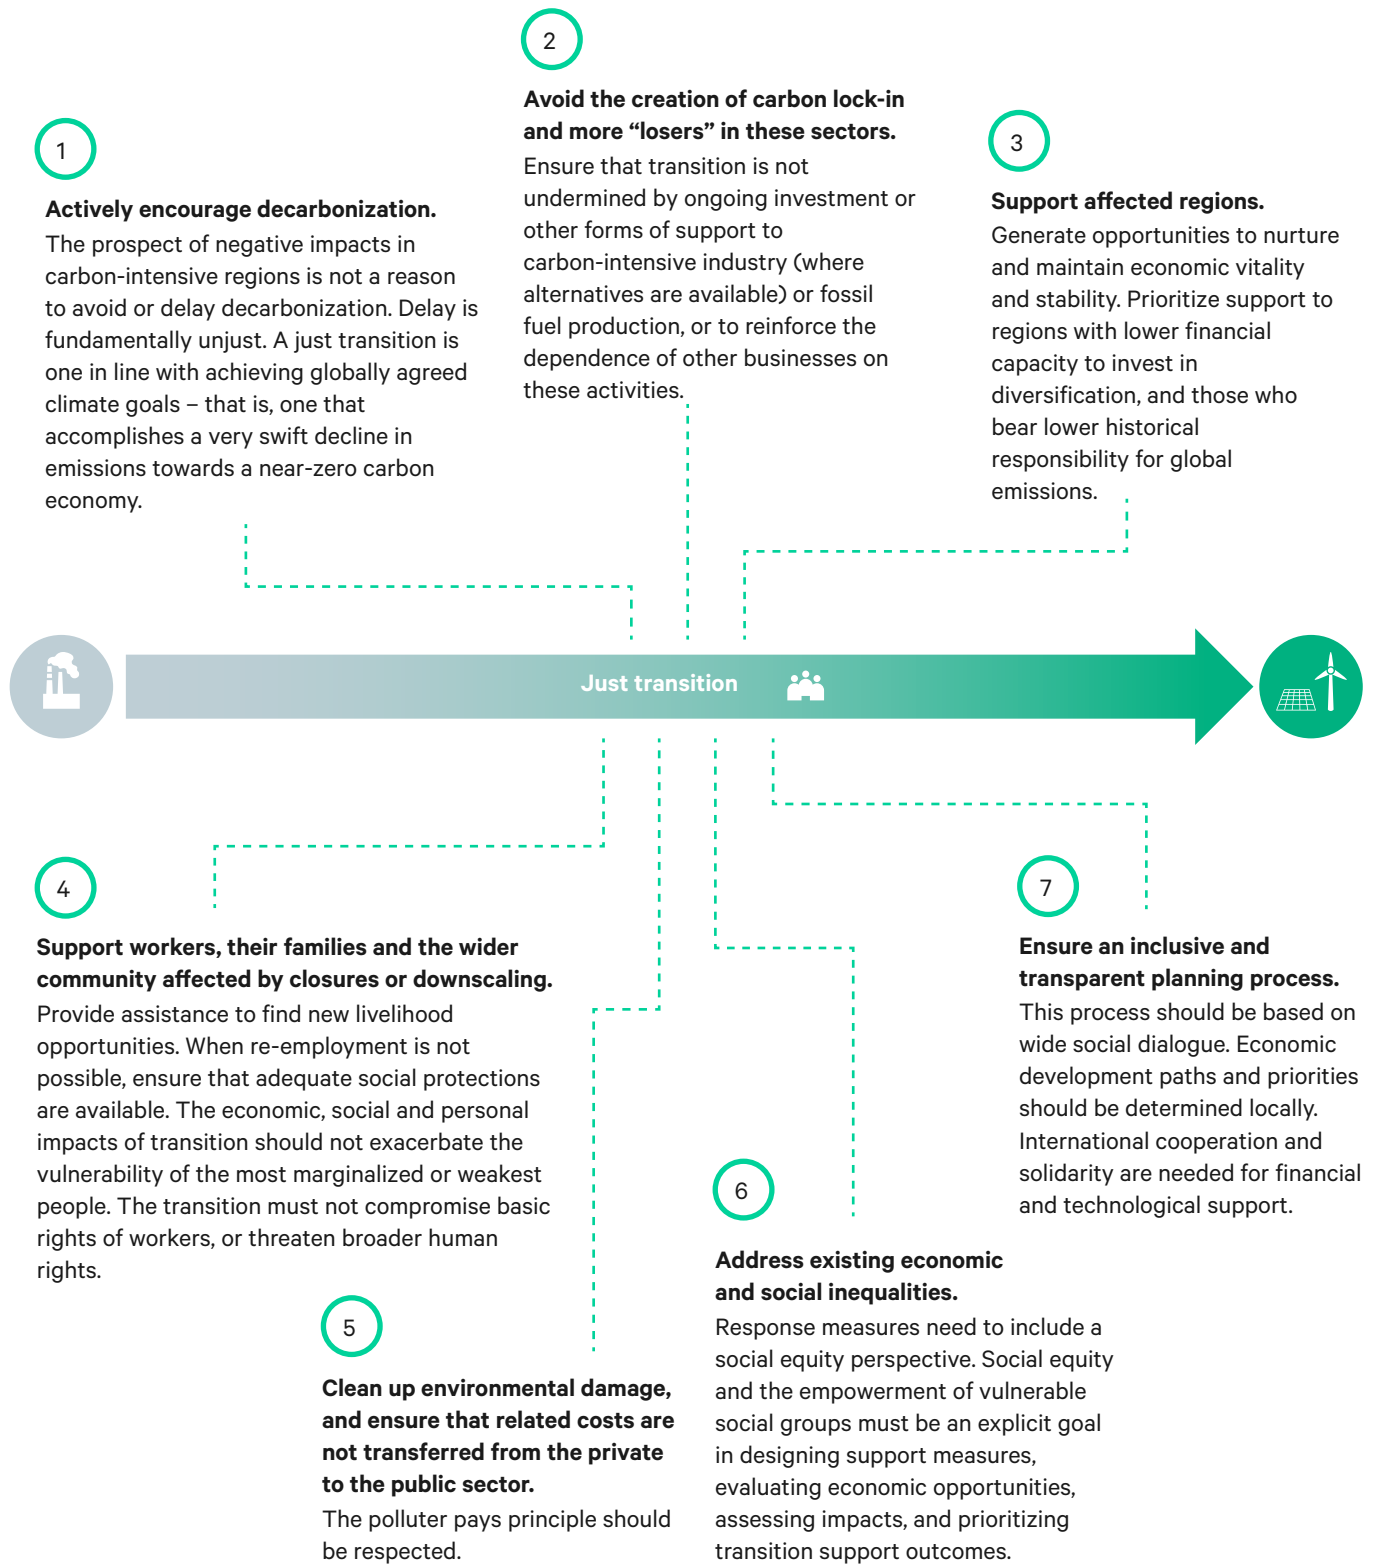 1
Actively encourage decarbonization.
The prospect of negative impacts in
carbon-intensive regions is not a reason
to avoid or delay decarbonization. Delay is
fundamentally unjust. A just transition is
one in line with achieving globally agreed
climate goals – that is, one that
accomplishes a very swift decline in
emissions towards a near-zero carbon
economy.
2
Avoid the creation of carbon lock-in
and more “losers” in these sectors.
Ensure that transition is not
undermined by ongoing investment or
other forms of support to
carbon-intensive industry (where
alternatives are available) or fossil
fuel production, or to reinforce the
dependence of other businesses on
these activities.
3
Support affected regions.
Generate opportunities to nurture
and maintain economic vitality
and stability. Prioritize support to
regions with lower financial
capacity to invest in
diversification, and those who
bear lower historical
responsibility for global
emissions.
Just transition
4
Support workers, their families and the wider
community affected by closures or downscaling.
Provide assistance to find new livelihood
opportunities. When re-employment is not
possible, ensure that adequate social protections
are available. The economic, social and personal
impacts of transition should not exacerbate the
vulnerability of the most marginalized or weakest
people. The transition must not compromise basic
rights of workers, or threaten broader human
rights.
5
Clean up environmental damage,
and ensure that related costs are
not transferred from the private
to the public sector.
The polluter pays principle should
be respected.
6
Address existing economic
and social inequalities.
Response measures need to include a
social equity perspective. Social equity
and the empowerment of vulnerable
social groups must be an explicit goal
in designing support measures,
evaluating economic opportunities,
assessing impacts, and prioritizing
transition support outcomes.
7
Ensure an inclusive and
transparent planning process.
This process should be based on
wide social dialogue. Economic
development paths and priorities
should be determined locally.
International cooperation and
solidarity are needed for financial
and technological support.